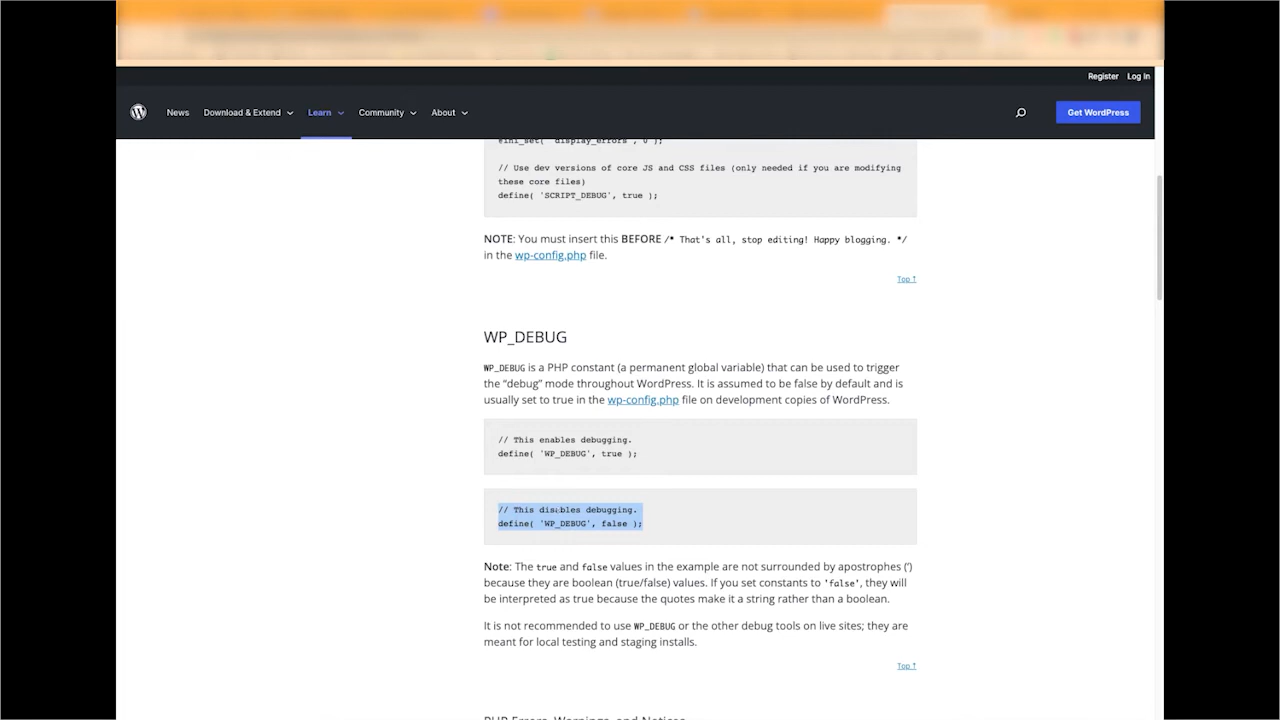 Register Log In
News Download & Extend Learn Community About Get WordPress
@ini_set( 'display_errors', 0 );
// Use dev versions of core JS and CSS files (only needed if you are modifying
these core files)
define( 'SCRIPT_DEBUG', true );
NOTE: You must insert this BEFORE /* That's all, stop editing! Happy blogging. */
in the wp-config.php file.
Top ↑
WP_DEBUG
WP_DEBUG is a PHP constant (a permanent global variable) that can be used to trigger
the “debug” mode throughout WordPress. It is assumed to be false by default and is
usually set to true in the wp-config.php file on development copies of WordPress.
// This enables debugging.
define( 'WP_DEBUG', true );
// This disables debugging.
define( 'WP_DEBUG', false );
Note: The true and false values in the example are not surrounded by apostrophes (')
because they are boolean (true/false) values. If you set constants to 'false', they will
be interpreted as true because the quotes make it a string rather than a boolean.
It is not recommended to use WP_DEBUG or the other debug tools on live sites; they are
meant for local testing and staging installs.
Top ↑
PHP Errors, Warnings, and Notices